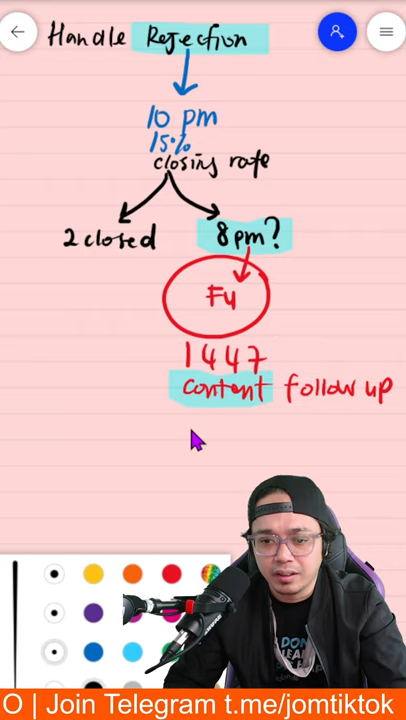 Handle Rejection
10 pm
15%
closing rate
2 closed
8 pm?
Fu
1447
content follow up
O | Join Telegram t.me/jomtiktok